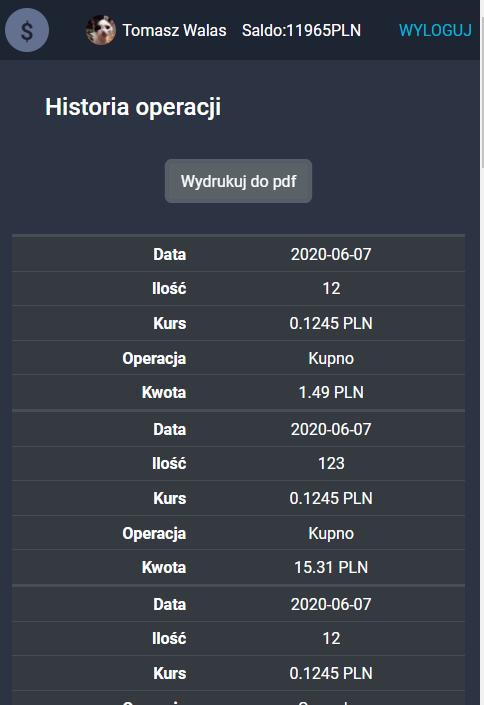 $ Tomasz Walas Saldo:11965PLN WYLOGUJ
Historia operacji
Wydrukuj do pdf
Data 2020-06-07
Ilość 12
Kurs 0.1245 PLN
Operacja Kupno
Kwota 1.49 PLN
Data 2020-06-07
Ilość 123
Kurs 0.1245 PLN
Operacja Kupno
Kwota 15.31 PLN
Data 2020-06-07
Ilość 12
Kurs 0.1245 PLN